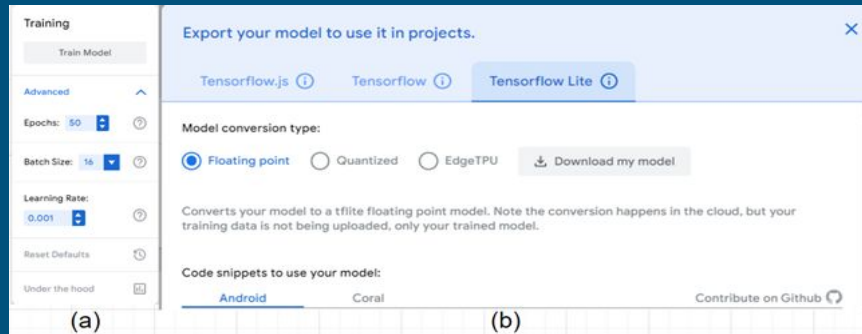 Training
Train Model
Advanced
Epochs: 50
Batch Size: 16
Learning Rate:
0.001
Reset Defaults
Under the hood
(a)
Export your model to use it in projects.
Tensorflow.js Tensorflow Tensorflow Lite
Model conversion type:
Floating point Quantized EdgeTPU Download my model
Converts your model to a tflite floating point model. Note the conversion happens in the cloud, but your
training data is not being uploaded, only your trained model.
Code snippets to use your model:
Android Coral Contribute on Github
(b)